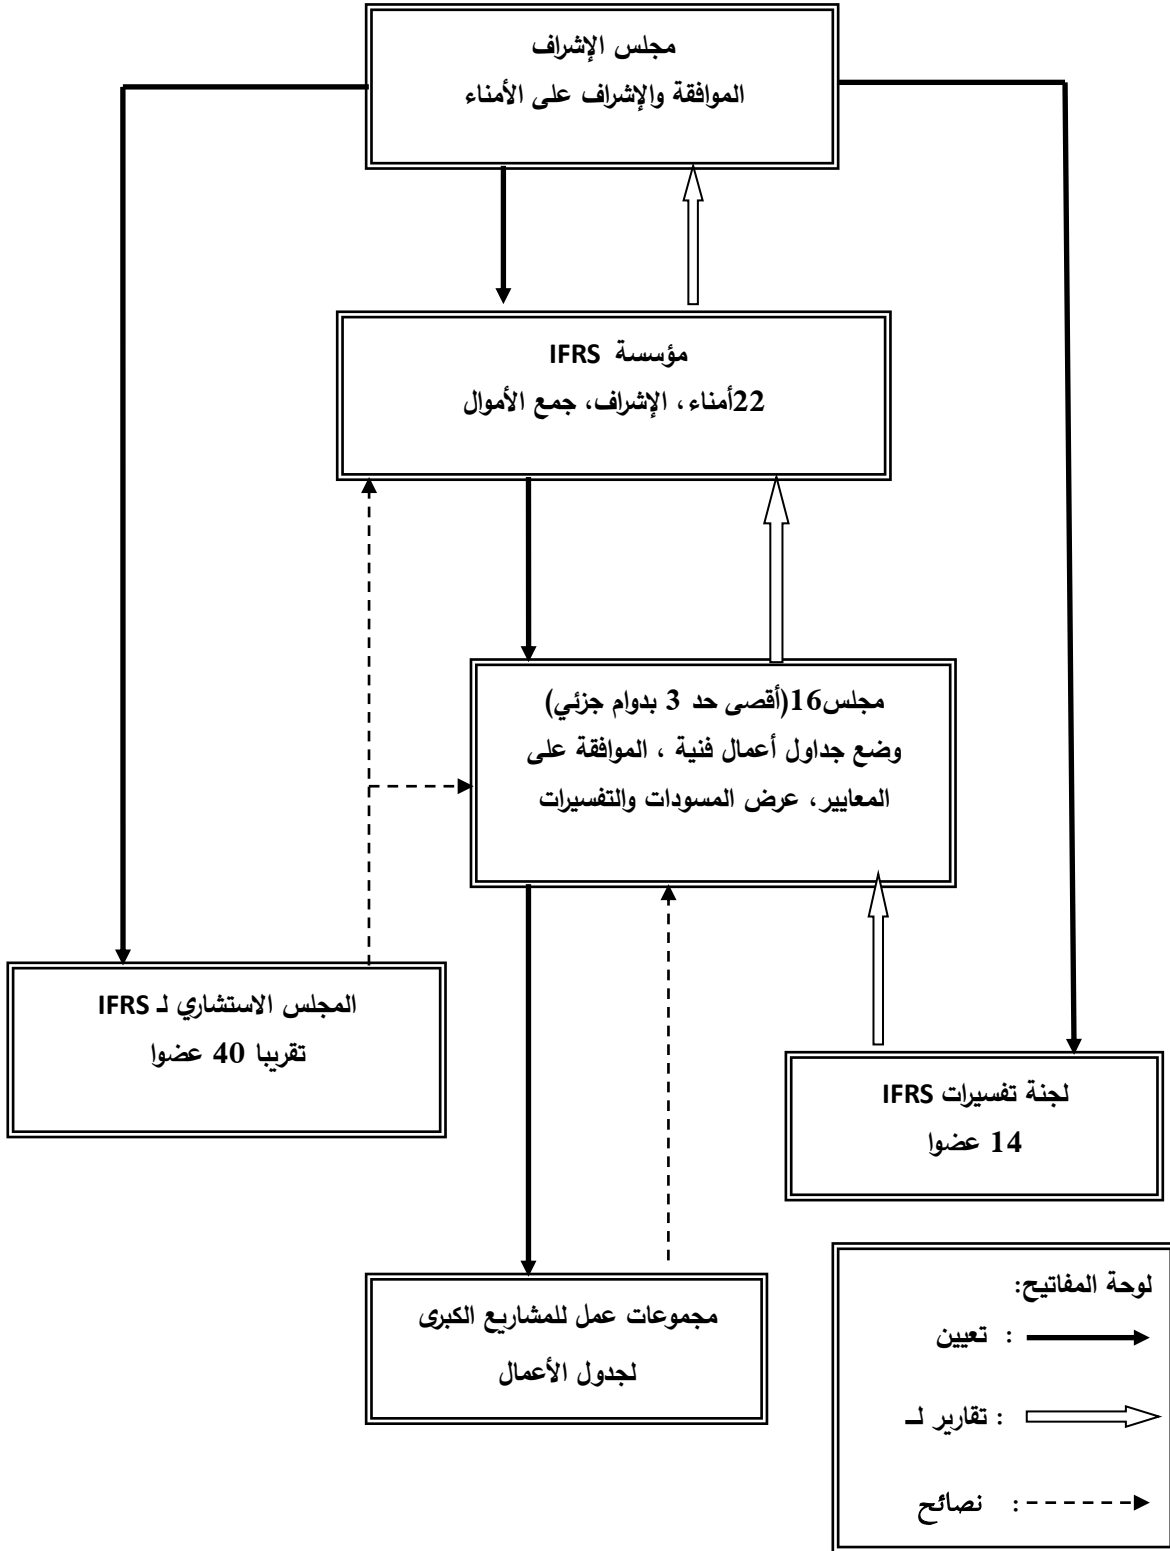 مجلس الإشراف
الموافقة والإشراف على الأمناء
مؤسسة IFRS
22أمناء، الإشراف، جمع الأموال
مجلس16(أقصى حد 3 بدوام جزئي)
وضع جداول أعمال فنية ، الموافقة على
المعايير، عرض المسودات والتفسيرات
المجلس الاستشاري لـ IFRS
تقريبا 40 عضوا
لجنة تفسيرات IFRS
14 عضوا
مجموعات عمل للمشاريع الكبرى
لجدول الأعمال
لوحة المفاتيح:
: تعيين
: تقارير لـ
: نصائح